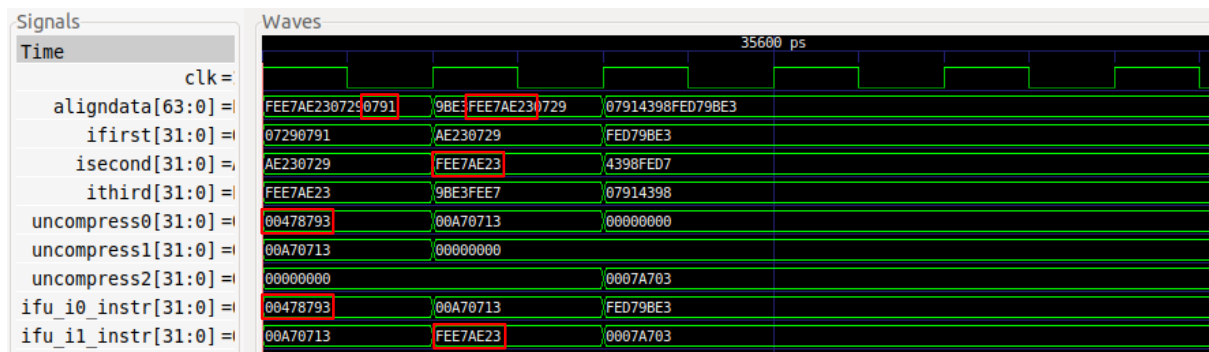 Signals Waves
Time 35600 ps
clk=
aligndata[63:0] = FEE7AE2307290791 9BE3FEE7AE230729 07914398FED79BE3
ifirst[31:0] = 07290791 AE230729 FED79BE3
isecond[31:0] = AE230729 FEE7AE23 4398FED7
ithird[31:0] = FEE7AE23 9BE3FEE7 07914398
uncompress0[31:0] = 00478793 00A70713 00000000
uncompress1[31:0] = 00A70713 00000000
uncompress2[31:0] = 00000000 0007A703
ifu_i0_instr[31:0] = 00478793 00A70713 FED79BE3
ifu_i1_instr[31:0] = 00A70713 FEE7AE23 0007A703